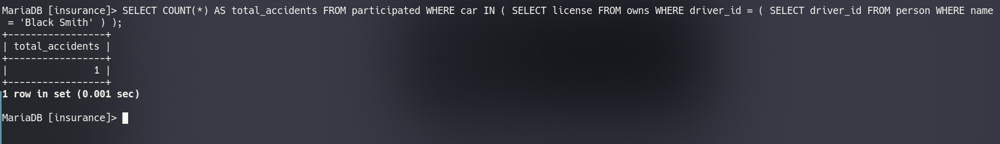 MariaDB [insurance]> SELECT COUNT(*) AS total_accidents FROM participated WHERE car IN ( SELECT license FROM owns WHERE driver_id = ( SELECT driver_id FROM person WHERE name
 = 'Black Smith' ) );
+-----------------+
| total_accidents |
+-----------------+
|               1 |
+-----------------+
1 row in set (0.001 sec)

MariaDB [insurance]>